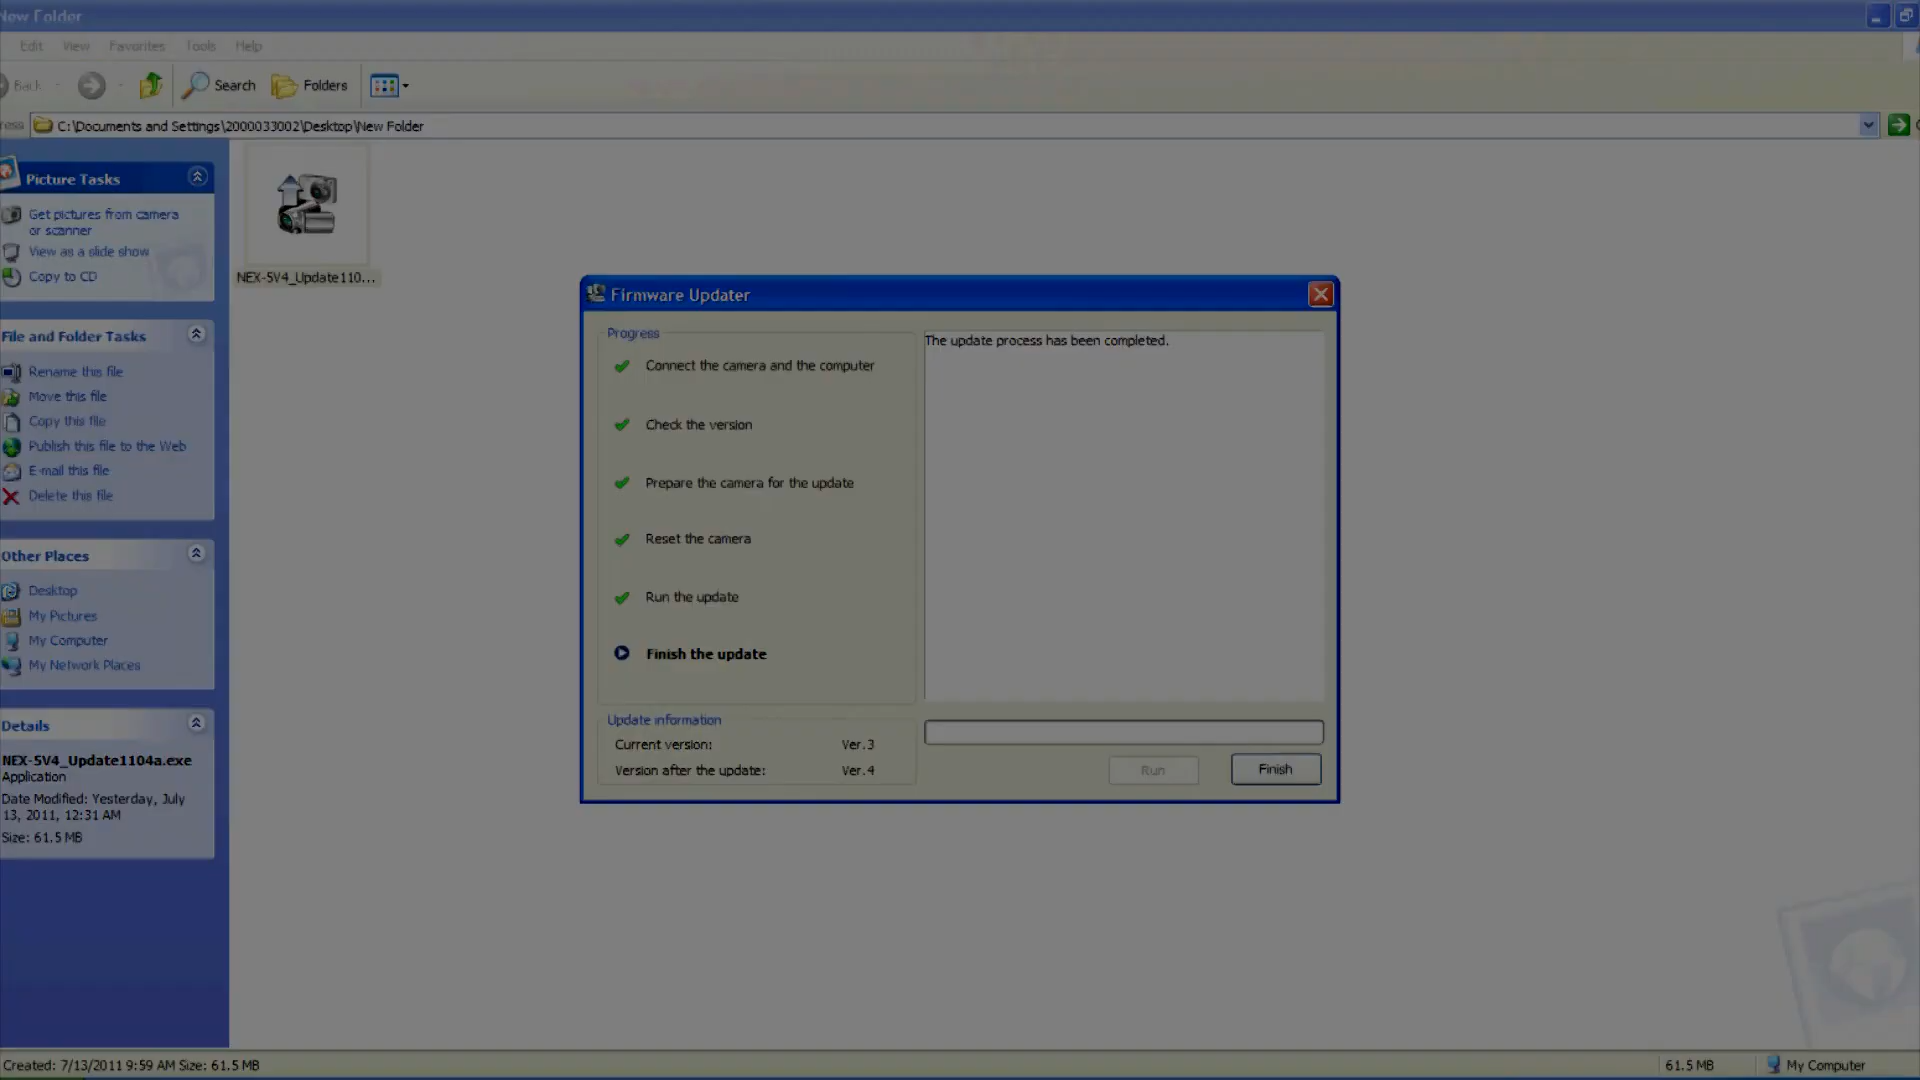 New Folder
Edit View Favorites Tools Help
Back Search Folders
ress C:\Documents and Settings\2000033002\Desktop\New Folder
Picture Tasks
Get pictures from camera
or scanner
View as a slide show
Copy to CD
File and Folder Tasks
Rename this file
Move this file
Copy this file
Publish this file to the Web
E-mail this file
Delete this file
Other Places
Desktop
My Pictures
My Computer
My Network Places
Details
NEX-5V4_Update1104a.exe
Application
Date Modified: Yesterday, July
13, 2011, 12:31 AM
Size: 61.5 MB
NEX-5V4_Update110...
Firmware Updater
Progress
Connect the camera and the computer
Check the version
Prepare the camera for the update
Reset the camera
Run the update
Finish the update
The update process has been completed.
Update information
Current version: Ver.3
Version after the update: Ver.4
Run Finish
Created: 7/13/2011 9:59 AM Size: 61.5 MB
61.5 MB My Computer